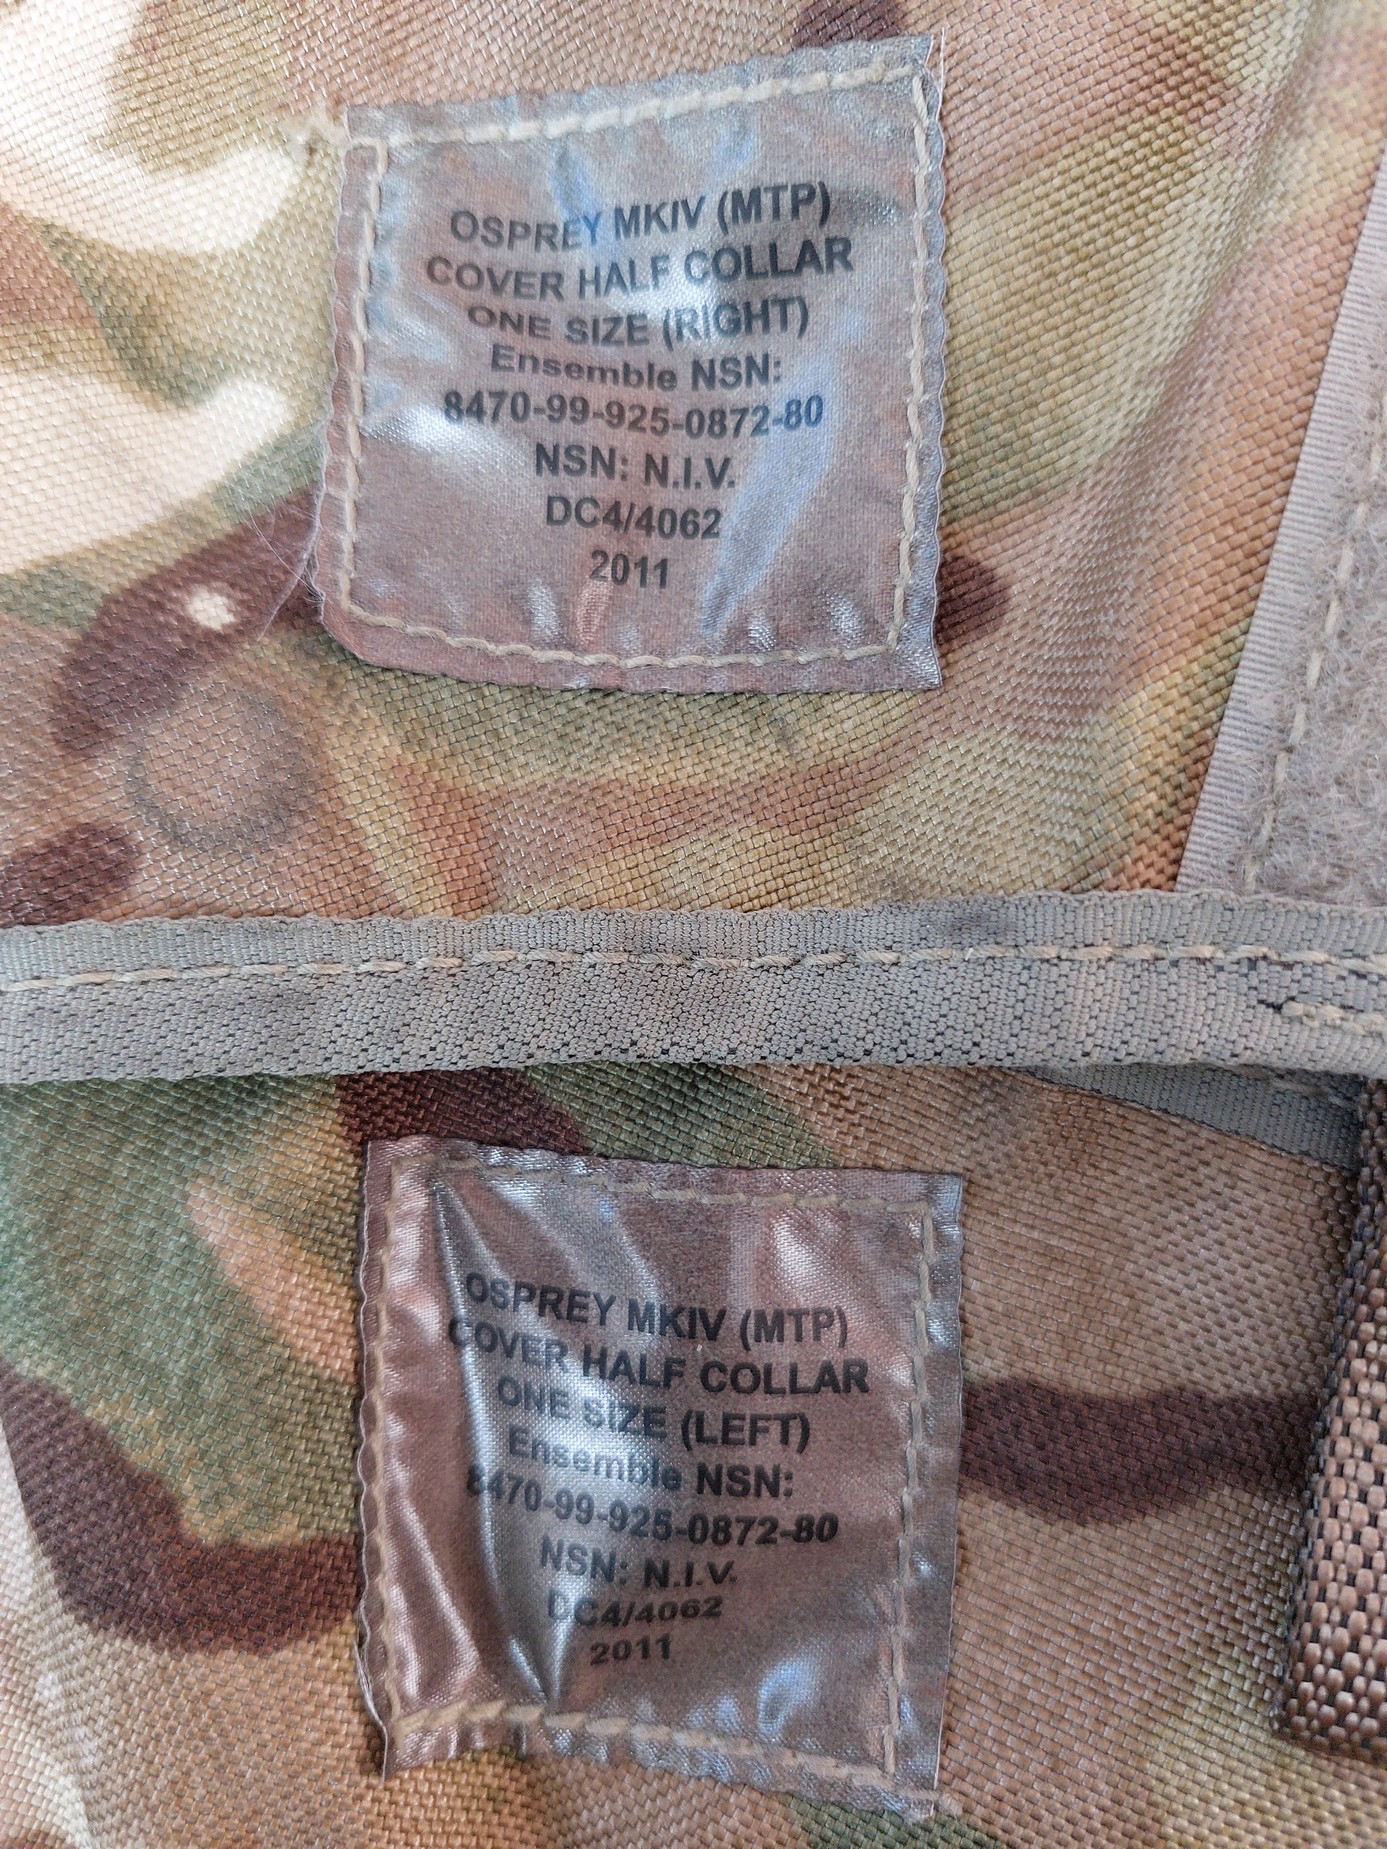 OSPREY MKIV (MTP)
COVER HALF COLLAR
ONE SIZE (RIGHT)
Ensemble NSN:
8470-99-925-0872-80
NSN: N.I.V.
DC4/4062
2011
OSPREY MKIV (MTP)
COVER HALF COLLAR
ONE SIZE (LEFT)
Ensemble NSN:
8470-99-925-0872-80
NSN: N.I.V.
DC4/4062
2011